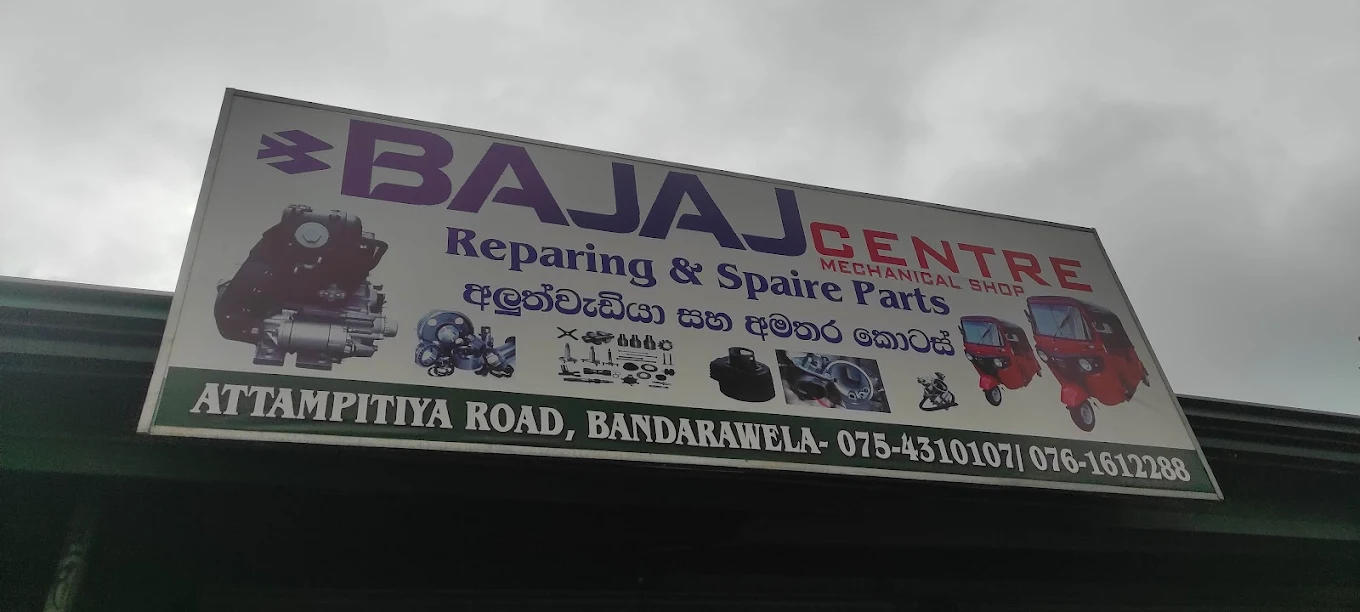 BAJAJ CENTRE
MECHANICAL SHOP
Reparing & Spaire Parts
අලුත්වැඩියා සහ අමතර කොටස්
ATTAMPITIYA ROAD, BANDARAWELA- 075-4310107| 076-1612288